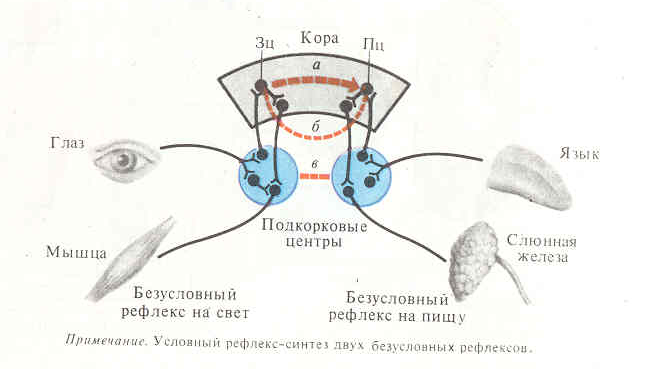 Кора
Зц
Пц
а
б
в
Глаз
Язык
Подкорковые
центры
Мышца
Слюнная
железа
Безусловный
рефлекс на свет
Безусловный
рефлекс на пищу
Примечание. Условный рефлекс-синтез двух безусловных рефлексов.